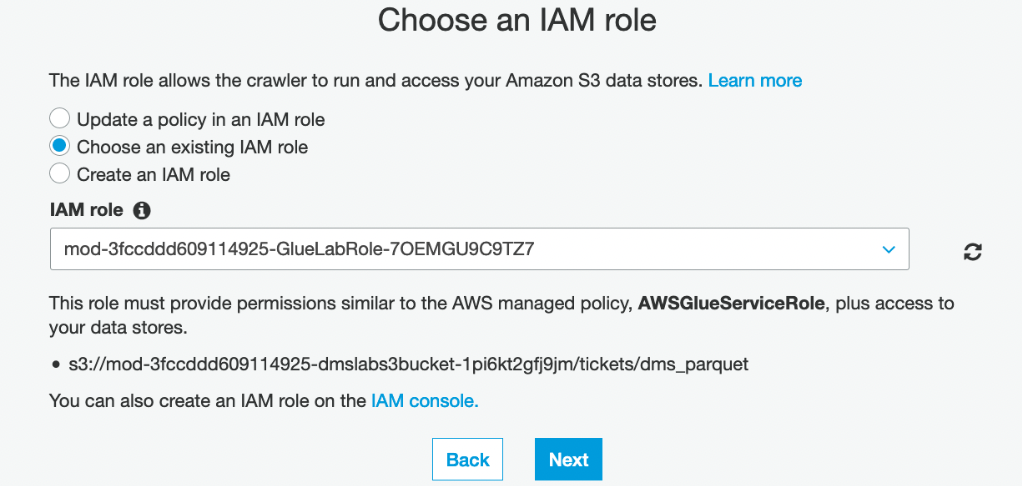 Choose an IAM role
The IAM role allows the crawler to run and access your Amazon S3 data stores. Learn more
Update a policy in an IAM role
Choose an existing IAM role
Create an IAM role
IAM role
mod-3fccddd609114925-GlueLabRole-7OEMGU9C9TZ7
This role must provide permissions similar to the AWS managed policy, AWSGlueServiceRole, plus access to
your data stores.
• s3://mod-3fccddd609114925-dmslabs3bucket-1pi6kt2gfj9jm/tickets/dms_parquet
You can also create an IAM role on the IAM console.
Back Next